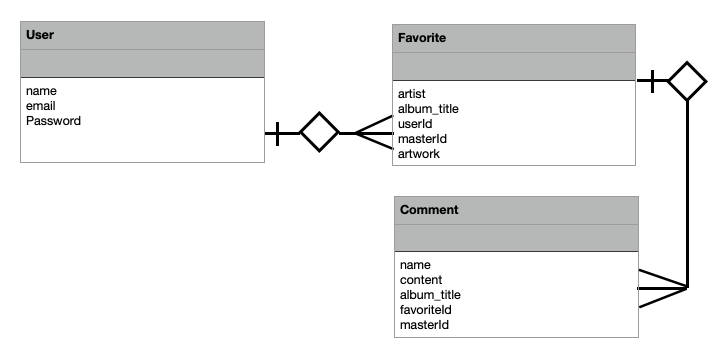 User
name
email
Password
Favorite
artist
album_title
userId
masterId
artwork
Comment
name
content
album_title
favoriteId
masterId